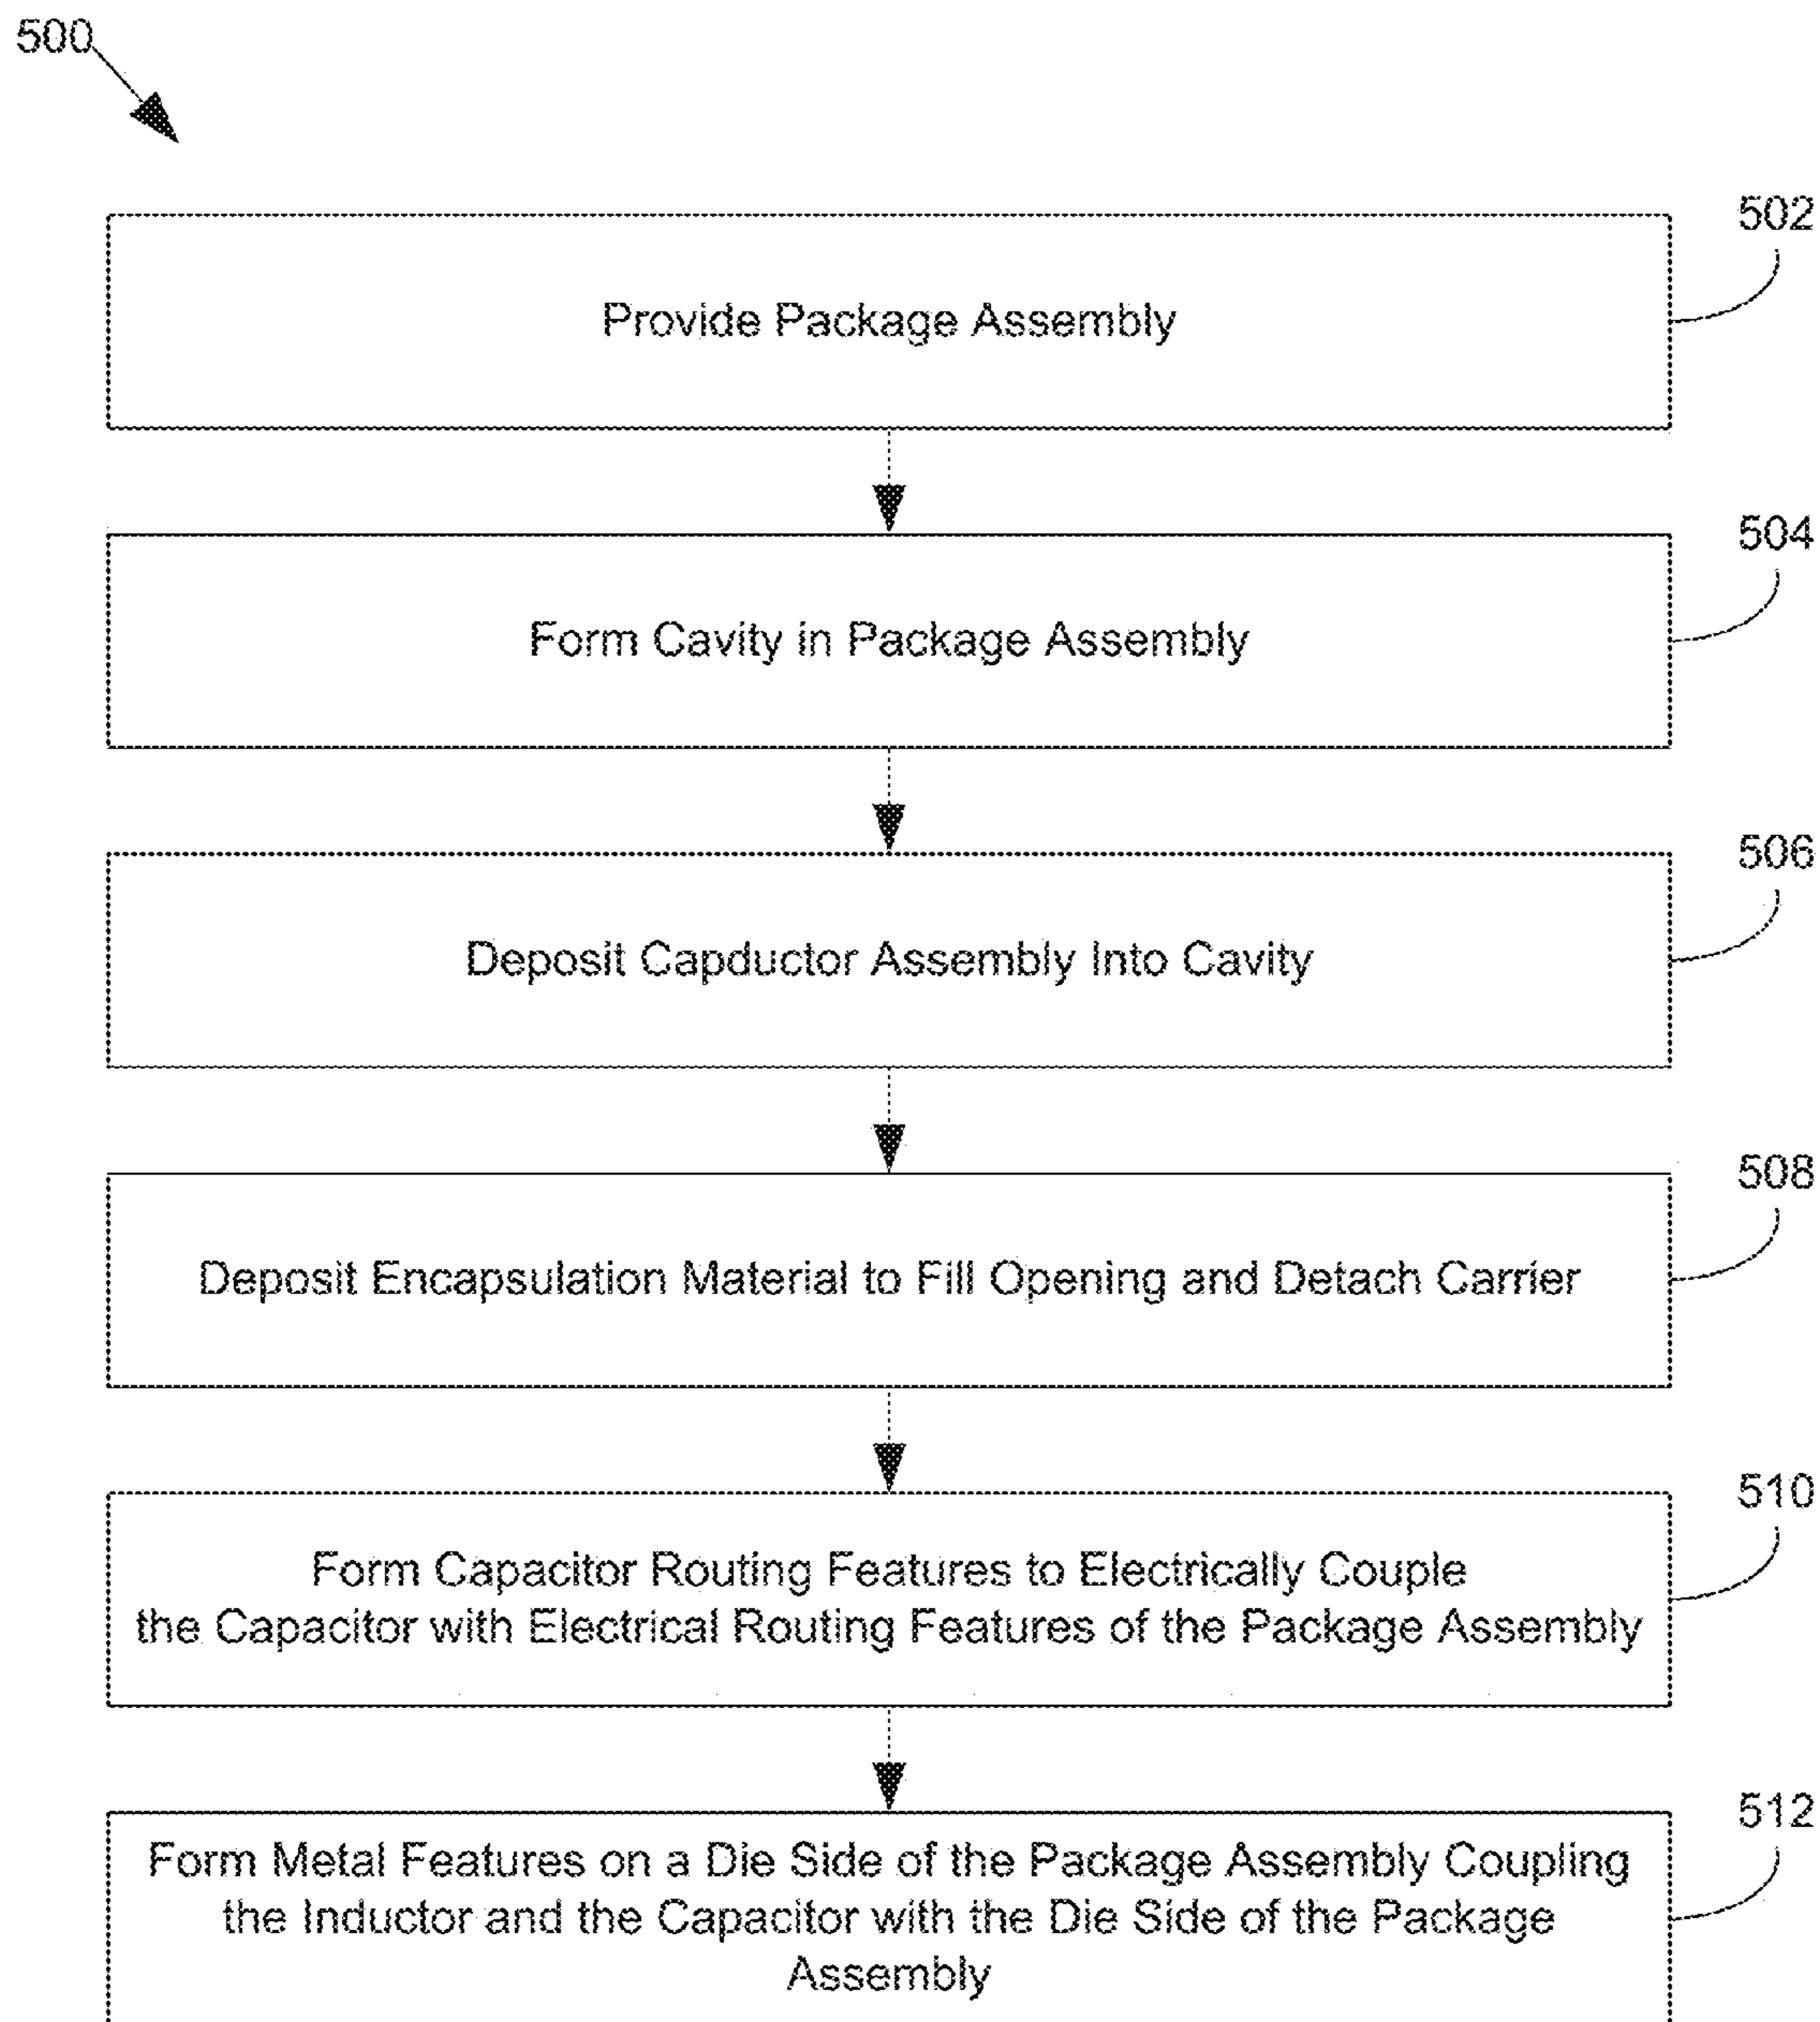 500
502
Provide Package Assembly
504
Form Cavity in Package Assembly
506
Deposit Capductor Assembly Into Cavity
508
Deposit Encapsulation Material to Fill Opening and Detach Carrier
510
Form Capacitor Routing Features to Electrically Couple
the Capacitor with Electrical Routing Features of the Package Assembly
512
Form Metal Features on a Die Side of the Package Assembly Coupling
the Inductor and the Capacitor with the Die Side of the Package
Assembly